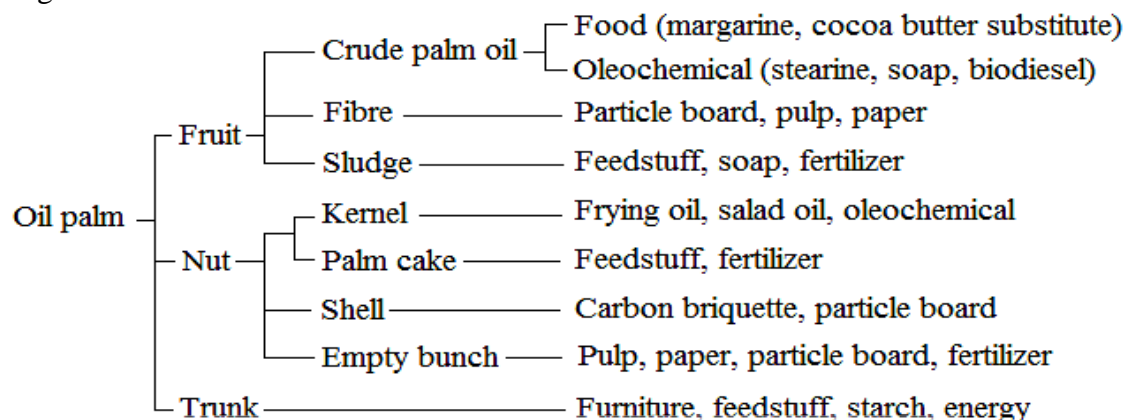 Food (margarine, cocoa butter substitute)
Crude palm oil
Oleochemical (stearine, soap, biodiesel)
Fibre Particle board, pulp, paper
Fruit
Sludge Feedstuff, soap, fertilizer
Oil palm
Kernel Frying oil, salad oil, oleochemical
Nut Palm cake Feedstuff, fertilizer
Shell Carbon briquette, particle board
Empty bunch Pulp, paper, particle board, fertilizer
Trunk Furniture, feedstuff, starch, energy